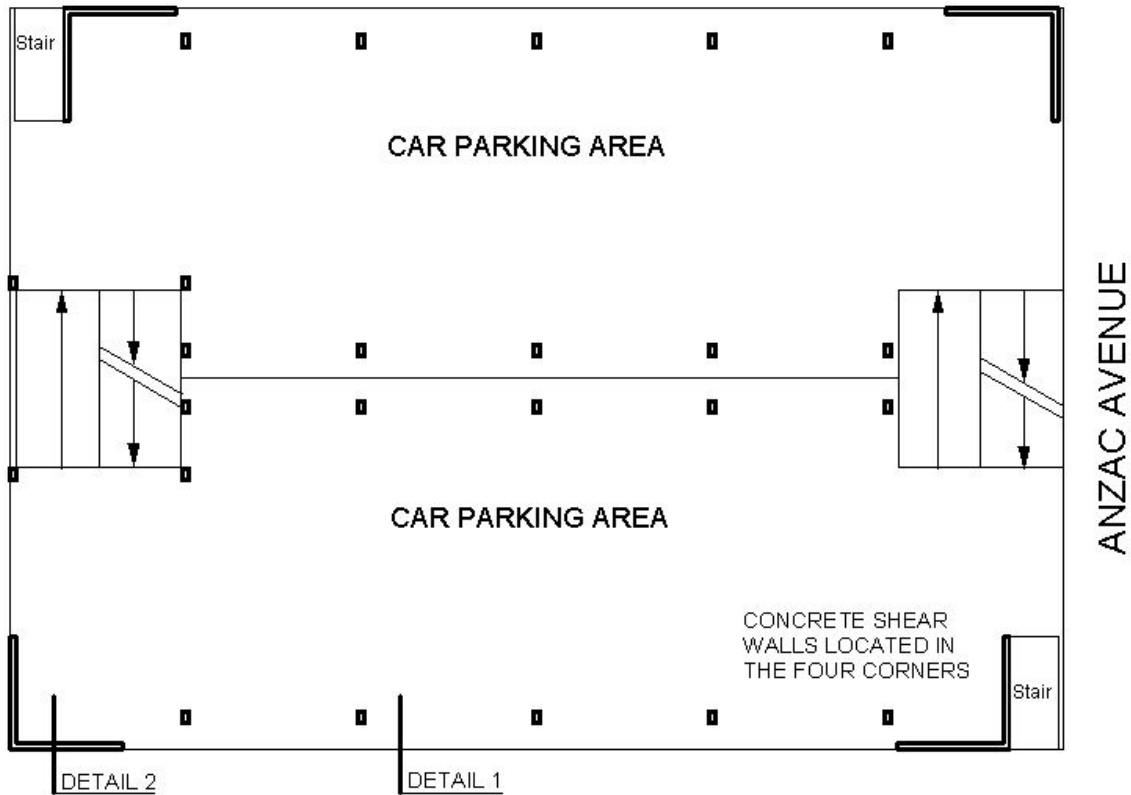 Stair
CAR PARKING AREA
ANZAC AVENUE
CAR PARKING AREA
CONCRETE SHEAR
WALLS LOCATED IN
THE FOUR CORNERS
Stair
DETAIL 2
DETAIL 1